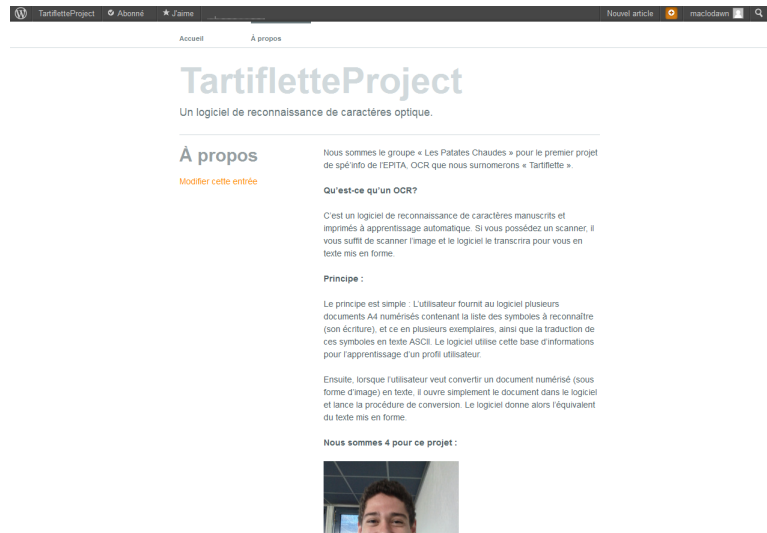 TartifletteProject Abonné J'aime Nouvel article maclodawn
Accueil À propos
TartifletteProject
Un logiciel de reconnaissance de caractères optique.
À propos
Modifier cette entrée
Nous sommes le groupe « Les Patates Chaudes » pour le premier projet
de spé'info de l'EPITA, OCR que nous surnomerons « Tartiflette ».
Qu'est-ce qu'un OCR?
C'est un logiciel de reconnaissance de caractères manuscrits et
imprimés à apprentissage automatique. Si vous possédez un scanner, il
vous suffit de scanner l'image et le logiciel le transcrira pour vous en
texte mis en forme.
Principe :
Le principe est simple : L'utilisateur fournit au logiciel plusieurs
documents A4 numérisés contenant la liste des symboles à reconnaître
(son écriture), et ce en plusieurs exemplaires, ainsi que la traduction de
ces symboles en texte ASCII. Le logiciel utilise cette base d'informations
pour l'apprentissage d'un profil utilisateur.
Ensuite, lorsque l'utilisateur veut convertir un document numérisé (sous
forme d'image) en texte, il ouvre simplement le document dans le logiciel
et lance la procédure de conversion. Le logiciel donne alors l'équivalent
du texte mis en forme.
Nous sommes 4 pour ce projet :